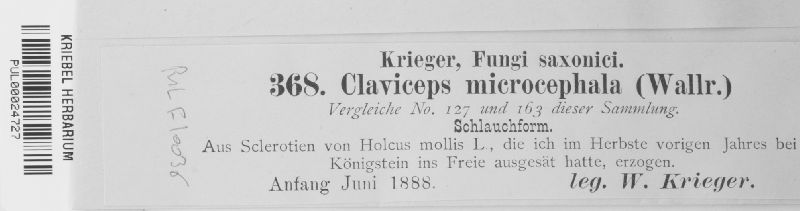 KRIEBEL HERBARIUM
PUL00024727
Krieger, Fungi saxonici.
368. Claviceps microcephala (Wallr.)
Vergleiche No. 127 und 163 dieser Sammlung.
Schlauchform.
Aus Sclerotien von Holcus mollis L., die ich im Herbste vorigen Jahres bei
Königstein ins Freie ausgesät hatte, erzogen.
Anfang Juni 1888. leg. W. Krieger.